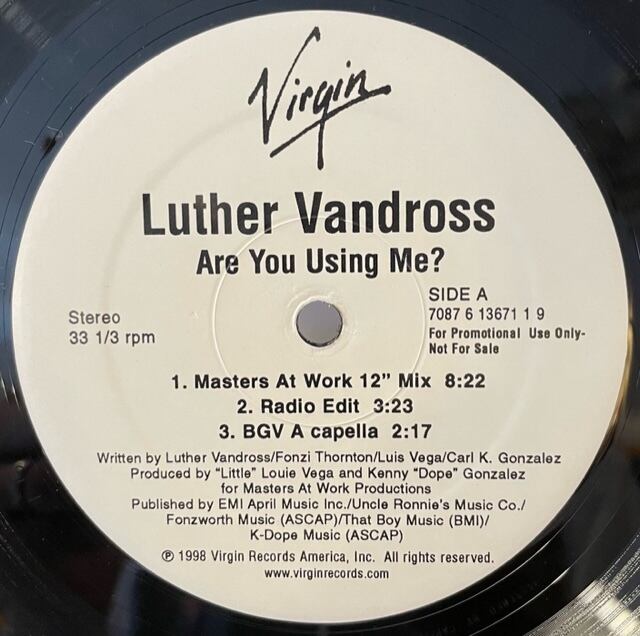 Virgin
Luther Vandross
Are You Using Me?
SIDE A
7087 6 13671 1 9
For Promotional Use Only-
Not For Sale
Stereo
33 1/3 rpm
1. Masters At Work 12” Mix 8:22
2. Radio Edit 3:23
3. BGV A capella 2:17
Written by Luther Vandross/Fonzi Thornton/Luis Vega/Carl K. Gonzalez
Produced by “Little” Louie Vega and Kenny “Dope” Gonzalez
for Masters At Work Productions
Published by EMI April Music Inc./Uncle Ronnie's Music Co./
Fonzworth Music (ASCAP)/That Boy Music (BMI)/
K-Dope Music (ASCAP)
℗ 1998 Virgin Records America, Inc. All rights reserved.
www.virginrecords.com